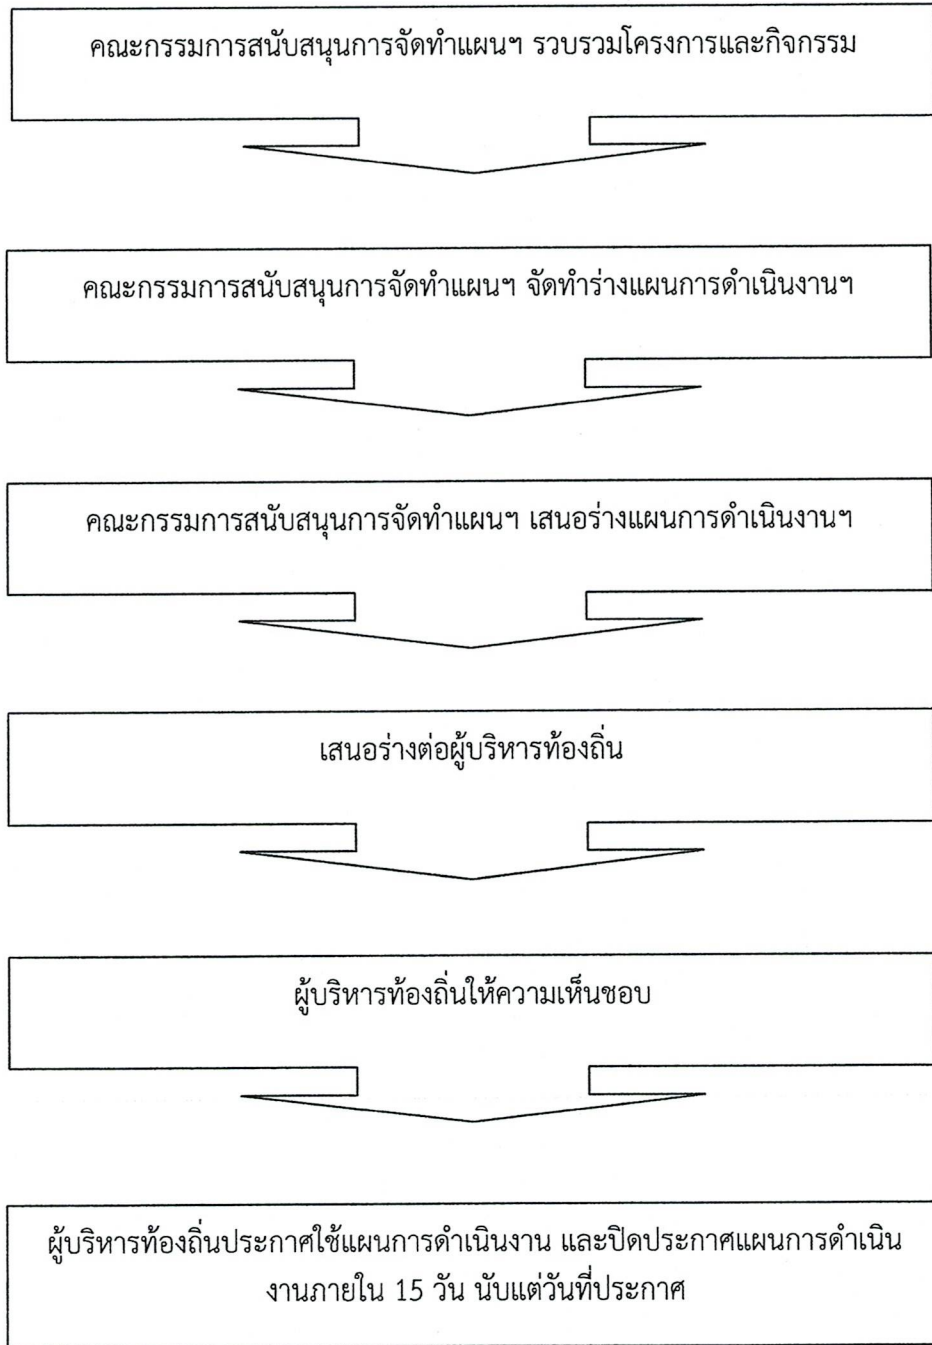 คณะกรรมการสนับสนุนการจัดทำแผนฯ รวบรวมโครงการและกิจกรรม
คณะกรรมการสนับสนุนการจัดทำแผนฯ จัดทำร่างแผนการดำเนินงานฯ
คณะกรรมการสนับสนุนการจัดทำแผนฯ เสนอร่างแผนการดำเนินงานฯ
เสนอร่างต่อผู้บริหารท้องถิ่น
ผู้บริหารท้องถิ่นให้ความเห็นชอบ
ผู้บริหารท้องถิ่นประกาศใช้แผนการดำเนินงาน และปิดประกาศแผนการดำเนิน
งานภายใน 15 วัน นับแต่วันที่ประกาศ